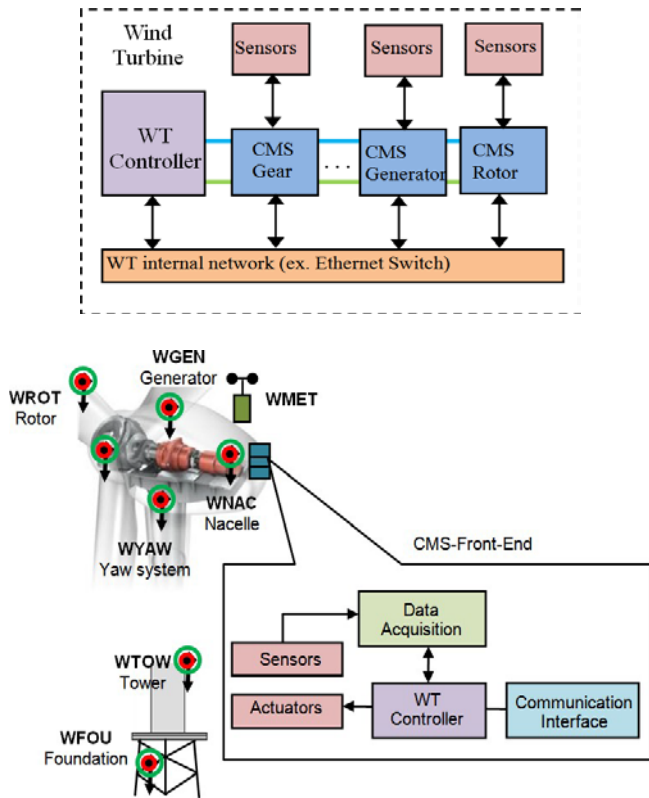 Wind
Turbine
Sensors
Sensors
Sensors
WT
Controller
CMS
Gear
...
CMS
Generator
CMS
Rotor
WT internal network (ex. Ethernet Switch)
WGEN
Generator
WROT
Rotor
WMET
WNAC
Nacelle
WYAW
Yaw system
CMS-Front-End
Data
Acquisition
Sensors
WTOW
Tower
Actuators
WT
Controller
Communication
Interface
WFOU
Foundation